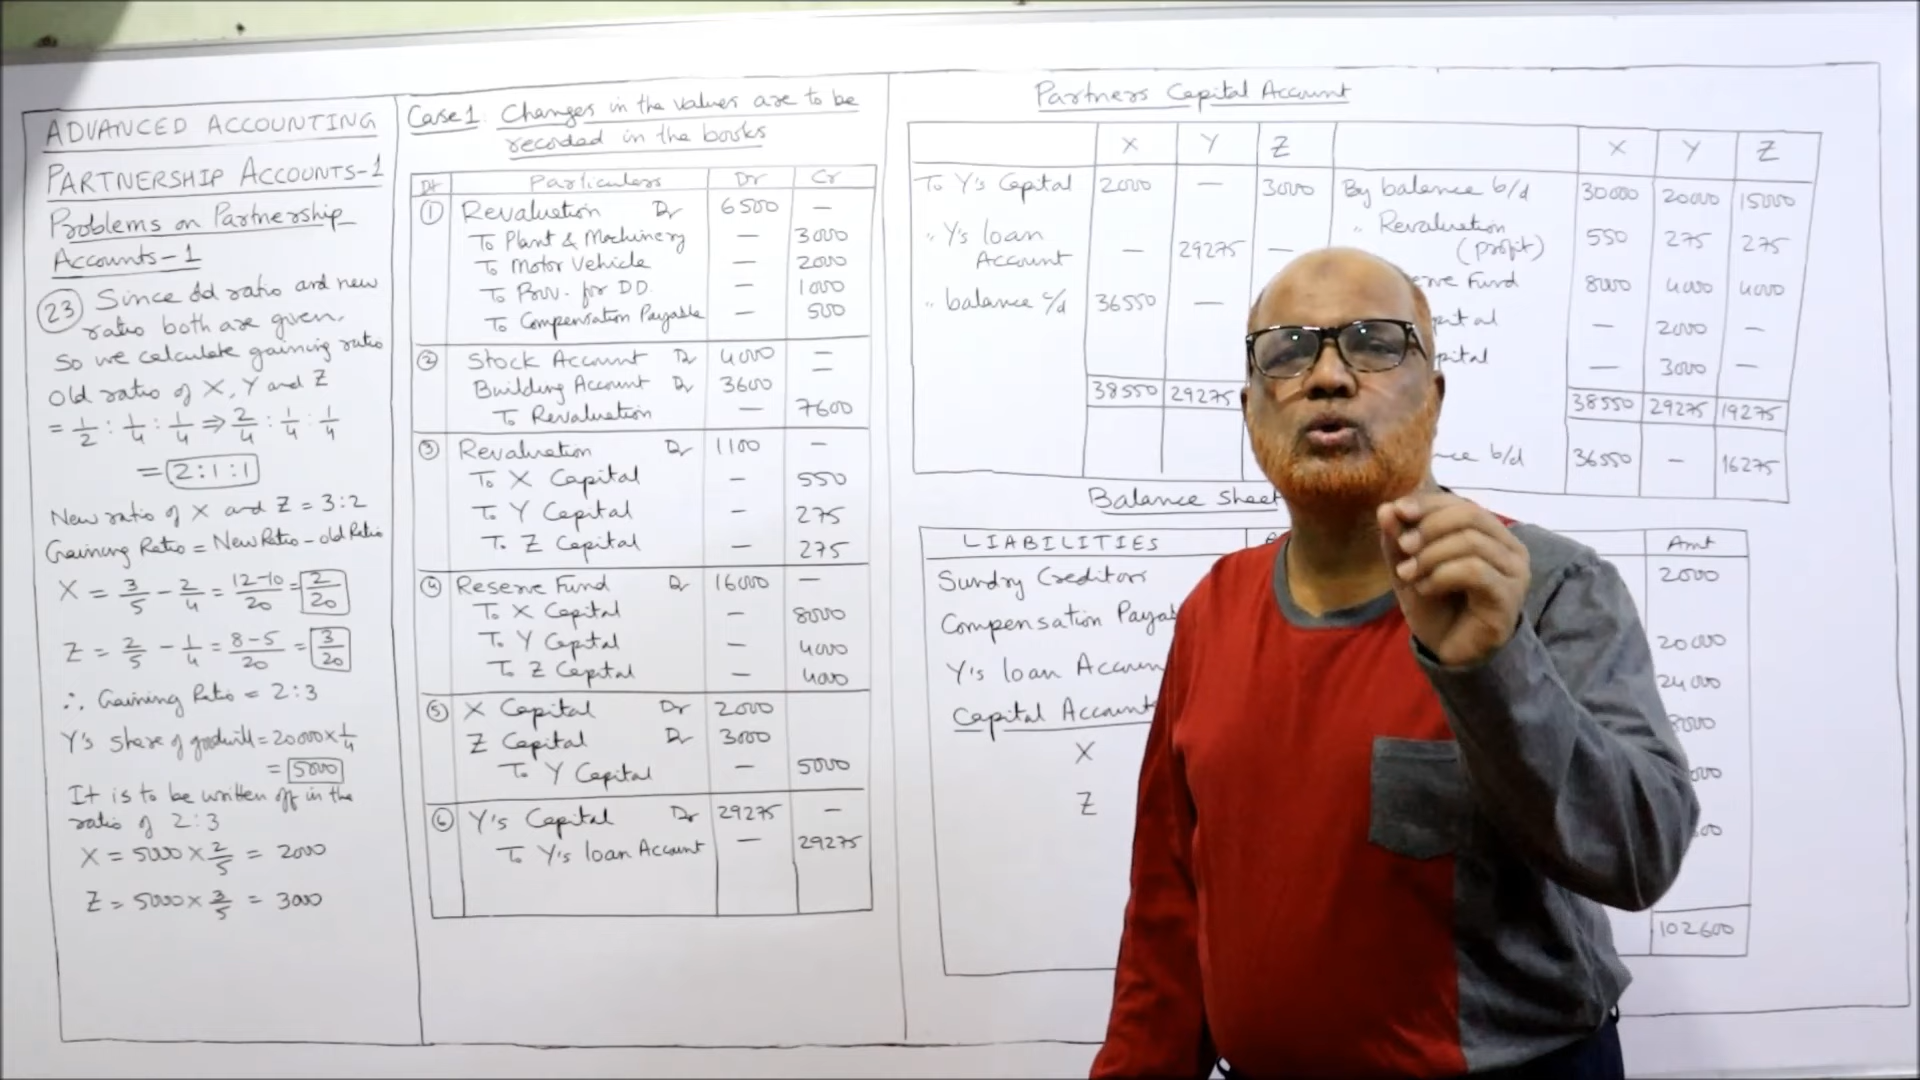 ADVANCED ACCOUNTING
PARTNERSHIP ACCOUNTS-1
Problems on Partnership
Accounts-1
23 Since old ratio and new
ratio both are given.
So we calculate gaining ratio
Old ratio of X, Y and Z
= 1/2 : 1/4 : 1/4 ⇒ 2/4 : 1/4 : 1/4
= 2:1:1
New ratio of X and Z = 3:2
Gaining Ratio = New Ratio - old Ratio
X = 3/5 - 2/4 = 12-10/20 = 2/20
Z = 2/5 - 1/4 = 8-5/20 = 3/20
∴ Gaining Ratio = 2:3
Y's share of goodwill = 20000 × 1/4
= 5000
It is to be written off in the
ratio of 2:3
X = 5000 × 2/5 = 2000
Z = 5000 × 3/5 = 3000
Case 1: Changes in the values are to be
recorded in the books
Dt Particulars Dr Cr
1 Revaluation Dr 6500 —
To Plant & Machinery — 3000
To Motor Vehicle — 2000
To Prov. for DD. — 1000
To Compensation Payable — 500
2 Stock Account Dr 4000 —
Building Account Dr 3600 —
To Revaluation — 7600
3 Revaluation Dr 1100 —
To X Capital — 550
To Y Capital — 275
To Z Capital — 275
4 Reserve Fund Dr 16000 —
To X Capital — 8000
To Y Capital — 4000
To Z Capital — 4000
5 X Capital Dr 2000
Z Capital Dr 3000
To Y Capital — 5000
6 Y's Capital Dr 29275 —
To Y's loan Account — 29275
Partners Capital Account
X Y Z X Y Z
To Y's Capital 2000 — 3000 By balance b/d 30000 20000 15000
" Y's loan
Account — 29275 — " Revaluation
(profit) 550 275 275
" balance c/d 36550 — Fund 8000 4000 4000
— 2000 —
— 3000 —
38550 29275 38550 29275 19275
b/d 36550 — 16275
Balance Sheet
LIABILITIES Amt
Sundry Creditors 2000
Compensation 20000
Y's loan 24000
Capital
X
Z
102600